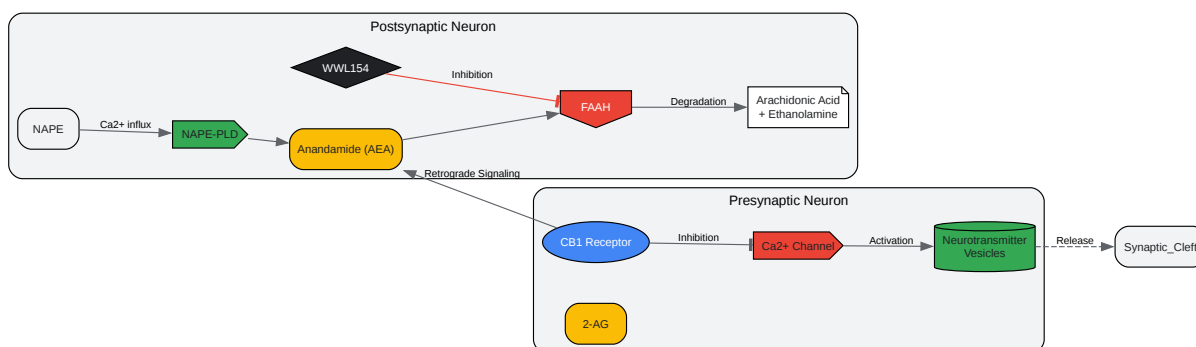 Postsynaptic Neuron
WWL154
Inhibition
FAAH
Degradation
Arachidonic Acid
+ Ethanolamine
NAPE
Ca2+ influx
NAPE-PLD
Anandamide (AEA)
Retrograde Signaling
Presynaptic Neuron
CB1 Receptor
Inhibition
Ca2+ Channel
Activation
Neurotransmitter
Vesicles
Release
Synaptic_Cleft
2-AG